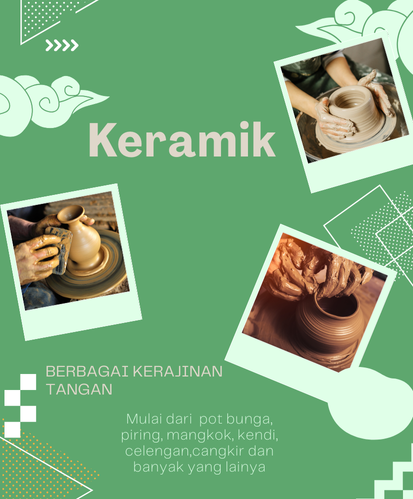 Keramik
BERBAGAI KERAJINAN
TANGAN
Mulai dari  pot bunga,
piring, mangkok, kendi,
celengan,cangkir dan
banyak yang lainya